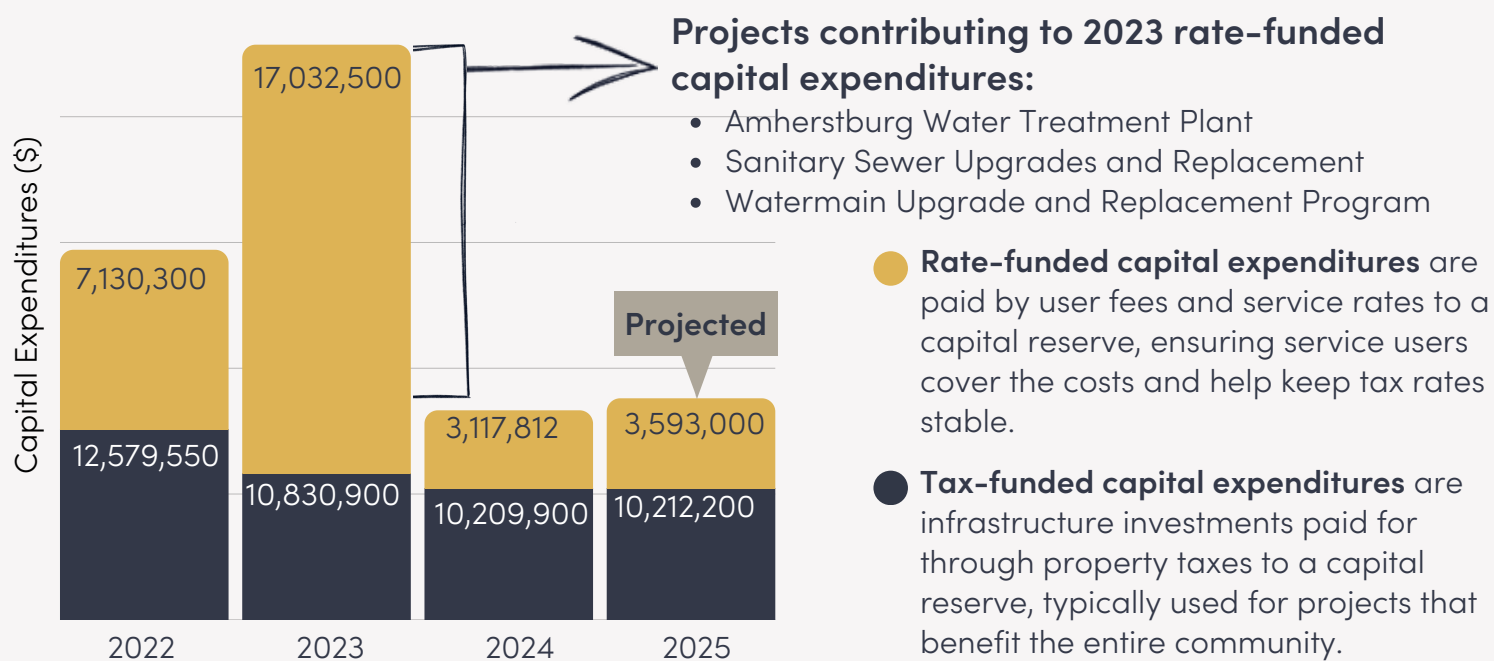 Projects contributing to 2023 rate-funded
capital expenditures:
• Amherstburg Water Treatment Plant
• Sanitary Sewer Upgrades and Replacement
• Watermain Upgrade and Replacement Program
Capital Expenditures ($)
7,130,300
12,579,550
17,032,500
10,830,900
3,117,812
10,209,900
Projected
3,593,000
10,212,200
2022
2023
2024
2025
Rate-funded capital expenditures are
paid by user fees and service rates to a
capital reserve, ensuring service users
cover the costs and help keep tax rates
stable.
Tax-funded capital expenditures are
infrastructure investments paid for
through property taxes to a capital
reserve, typically used for projects that
benefit the entire community.